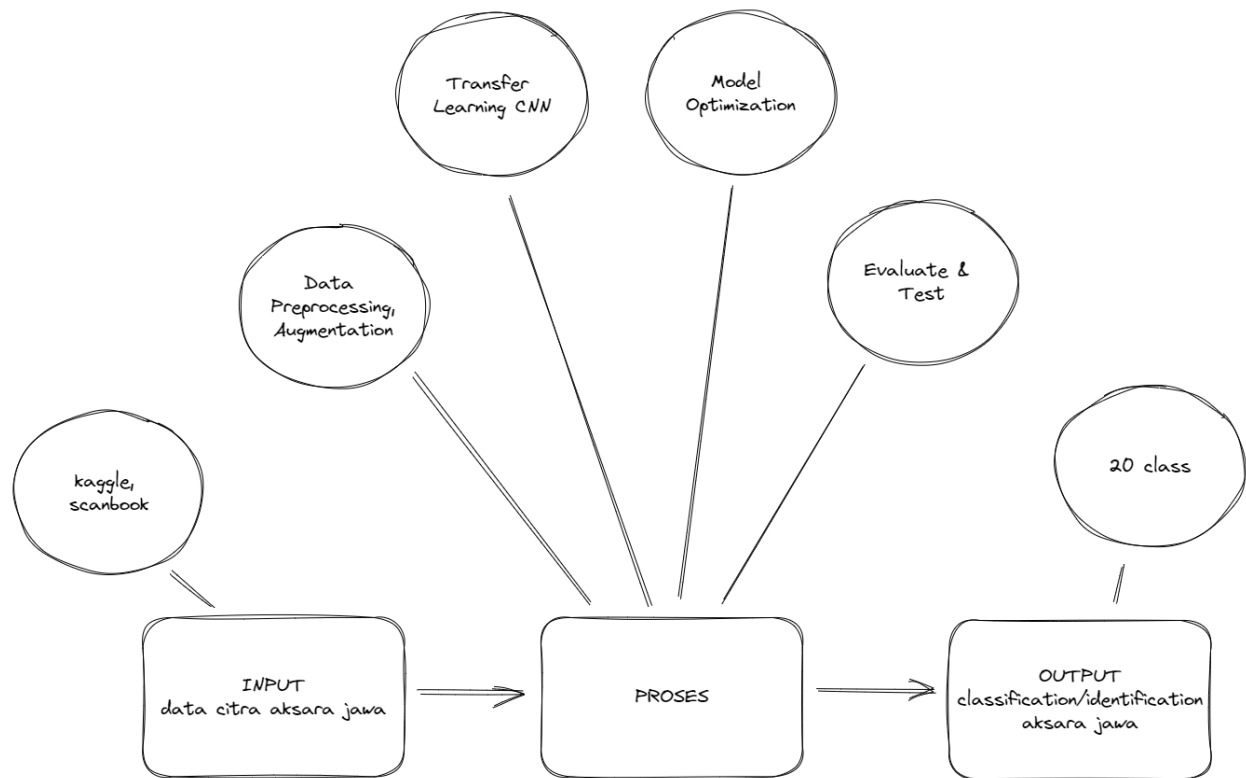 Transfer
Learning CNN
Model
Optimization
Data
Preprocessing,
Augmentation
Evaluate &
Test
kaggle,
scanbook
20 class
INPUT
data citra aksara jawa
PROSES
OUTPUT
classification/identification
aksara jawa